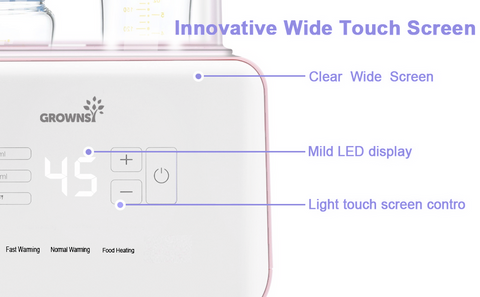 Innovative Wide Touch Screen
Clear Wide Screen
GROWNSY
Mild LED display
45
Light touch screen contro
Fast Warming Normal Warming Food Heating